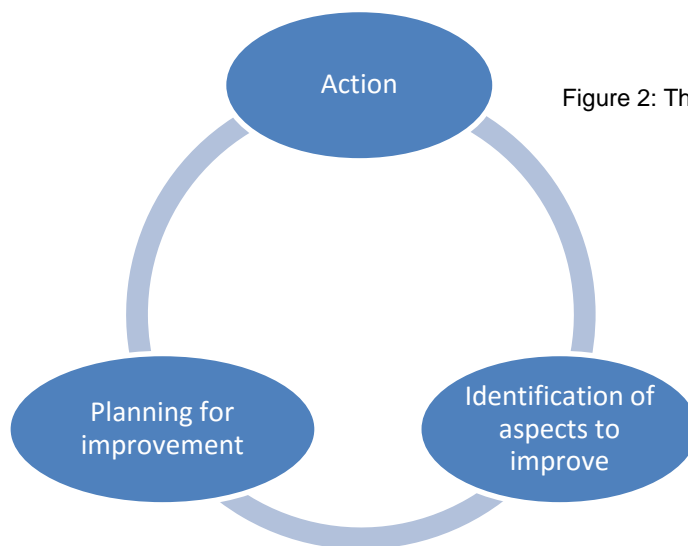 Action
Figure 2: Th
Planning for
improvement
Identification of
aspects to
improve